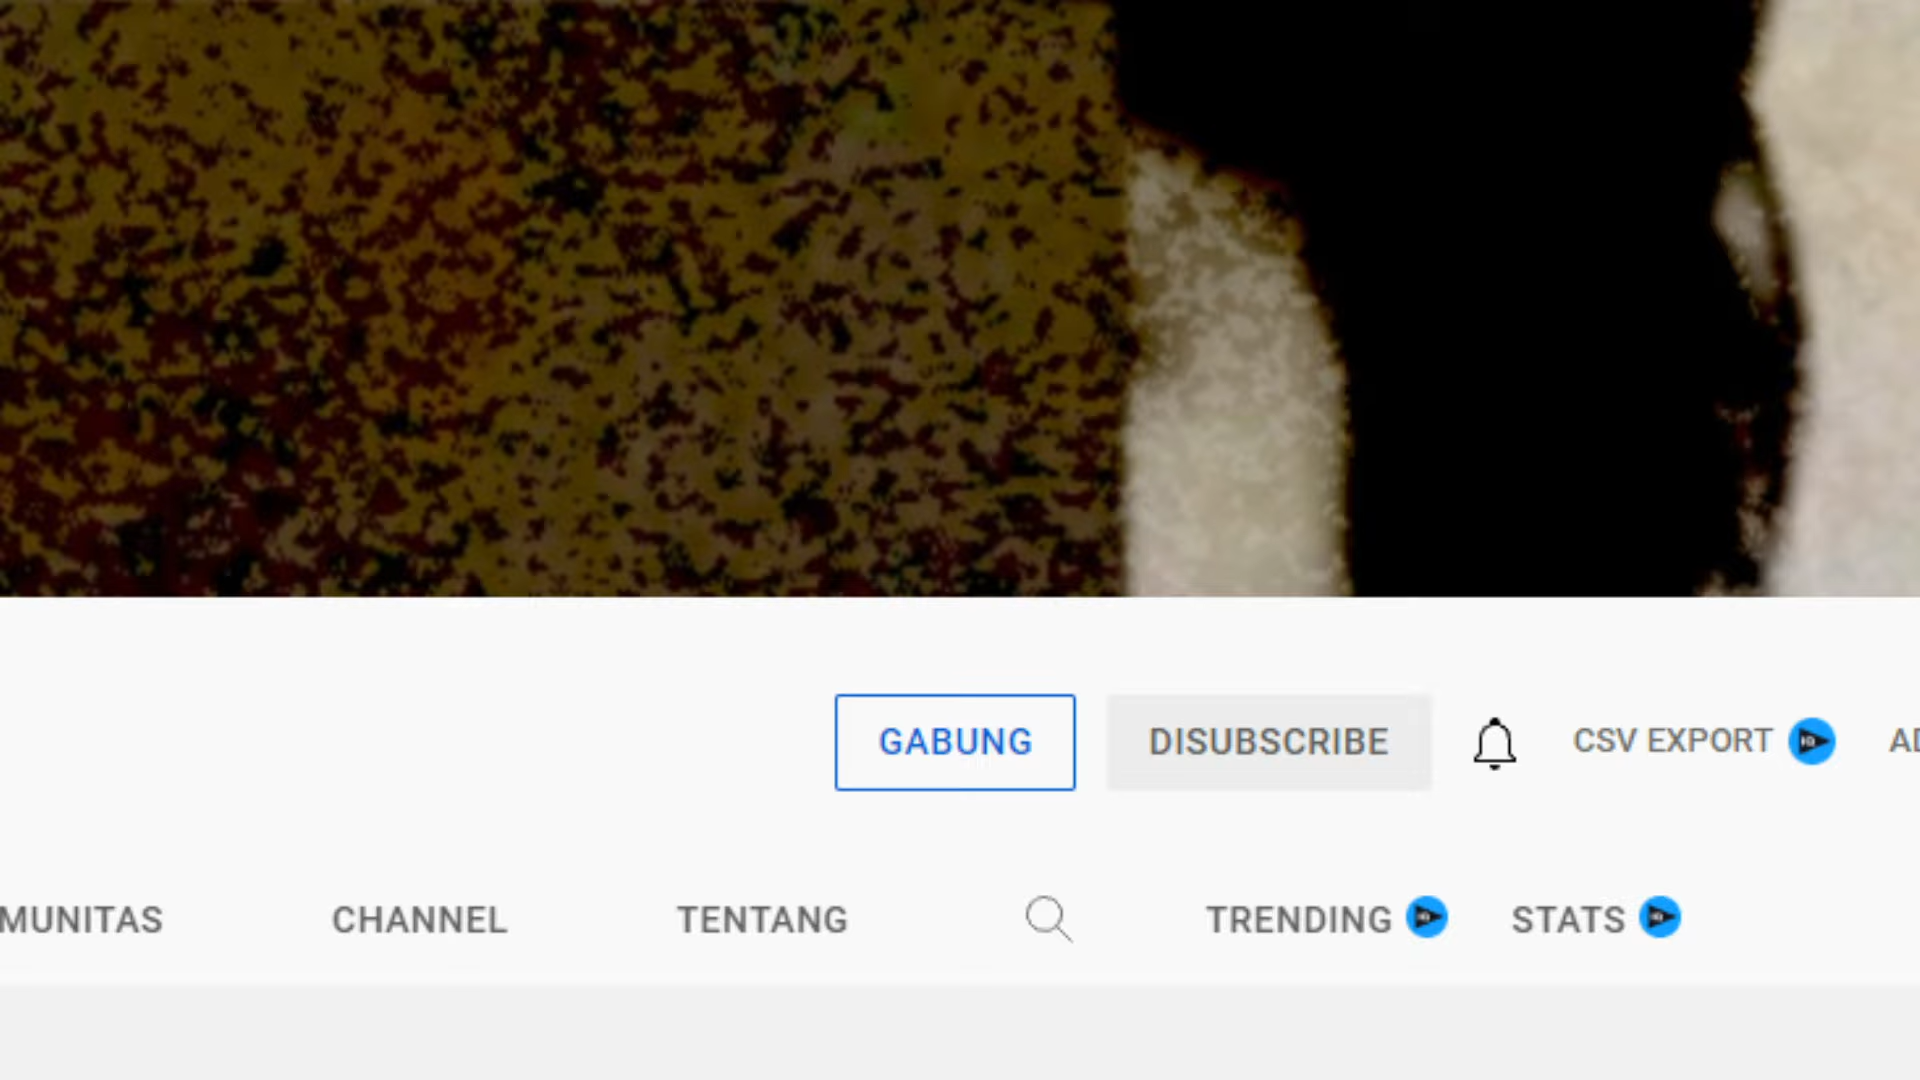 GABUNG DISUBSCRIBE CSV EXPORT
MUNITAS CHANNEL TENTANG TRENDING STATS